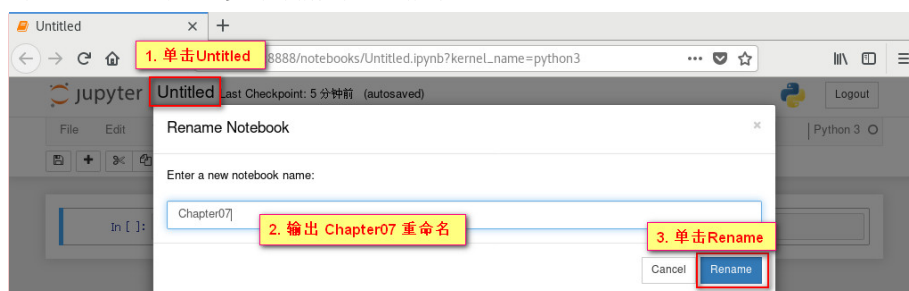 Untitled × +
1. 单击Untitled
8888/notebooks/Untitled.ipynb?kernel_name=python3
jupyter Untitled Last Checkpoint: 5 分钟前 (autosaved) Logout
File Edit Python 3
Rename Notebook ×
Enter a new notebook name:
Chapter07
In [ ]:
2. 输出 Chapter07 重命名
3. 单击Rename
Cancel Rename